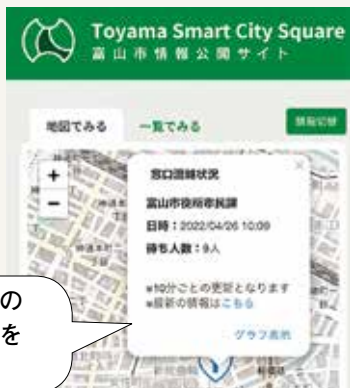 Toyama Smart City Square
富山市情報公開サイト
地図でみる
一覧でみる
情報切替
+
−
窓口混雑状況
×
富山市役所市民課
日時：2022/04/26 10:09
待ち人数：9人
※10分ごとの更新となります
※最新の情報はこちら
グラフ表示
の
を